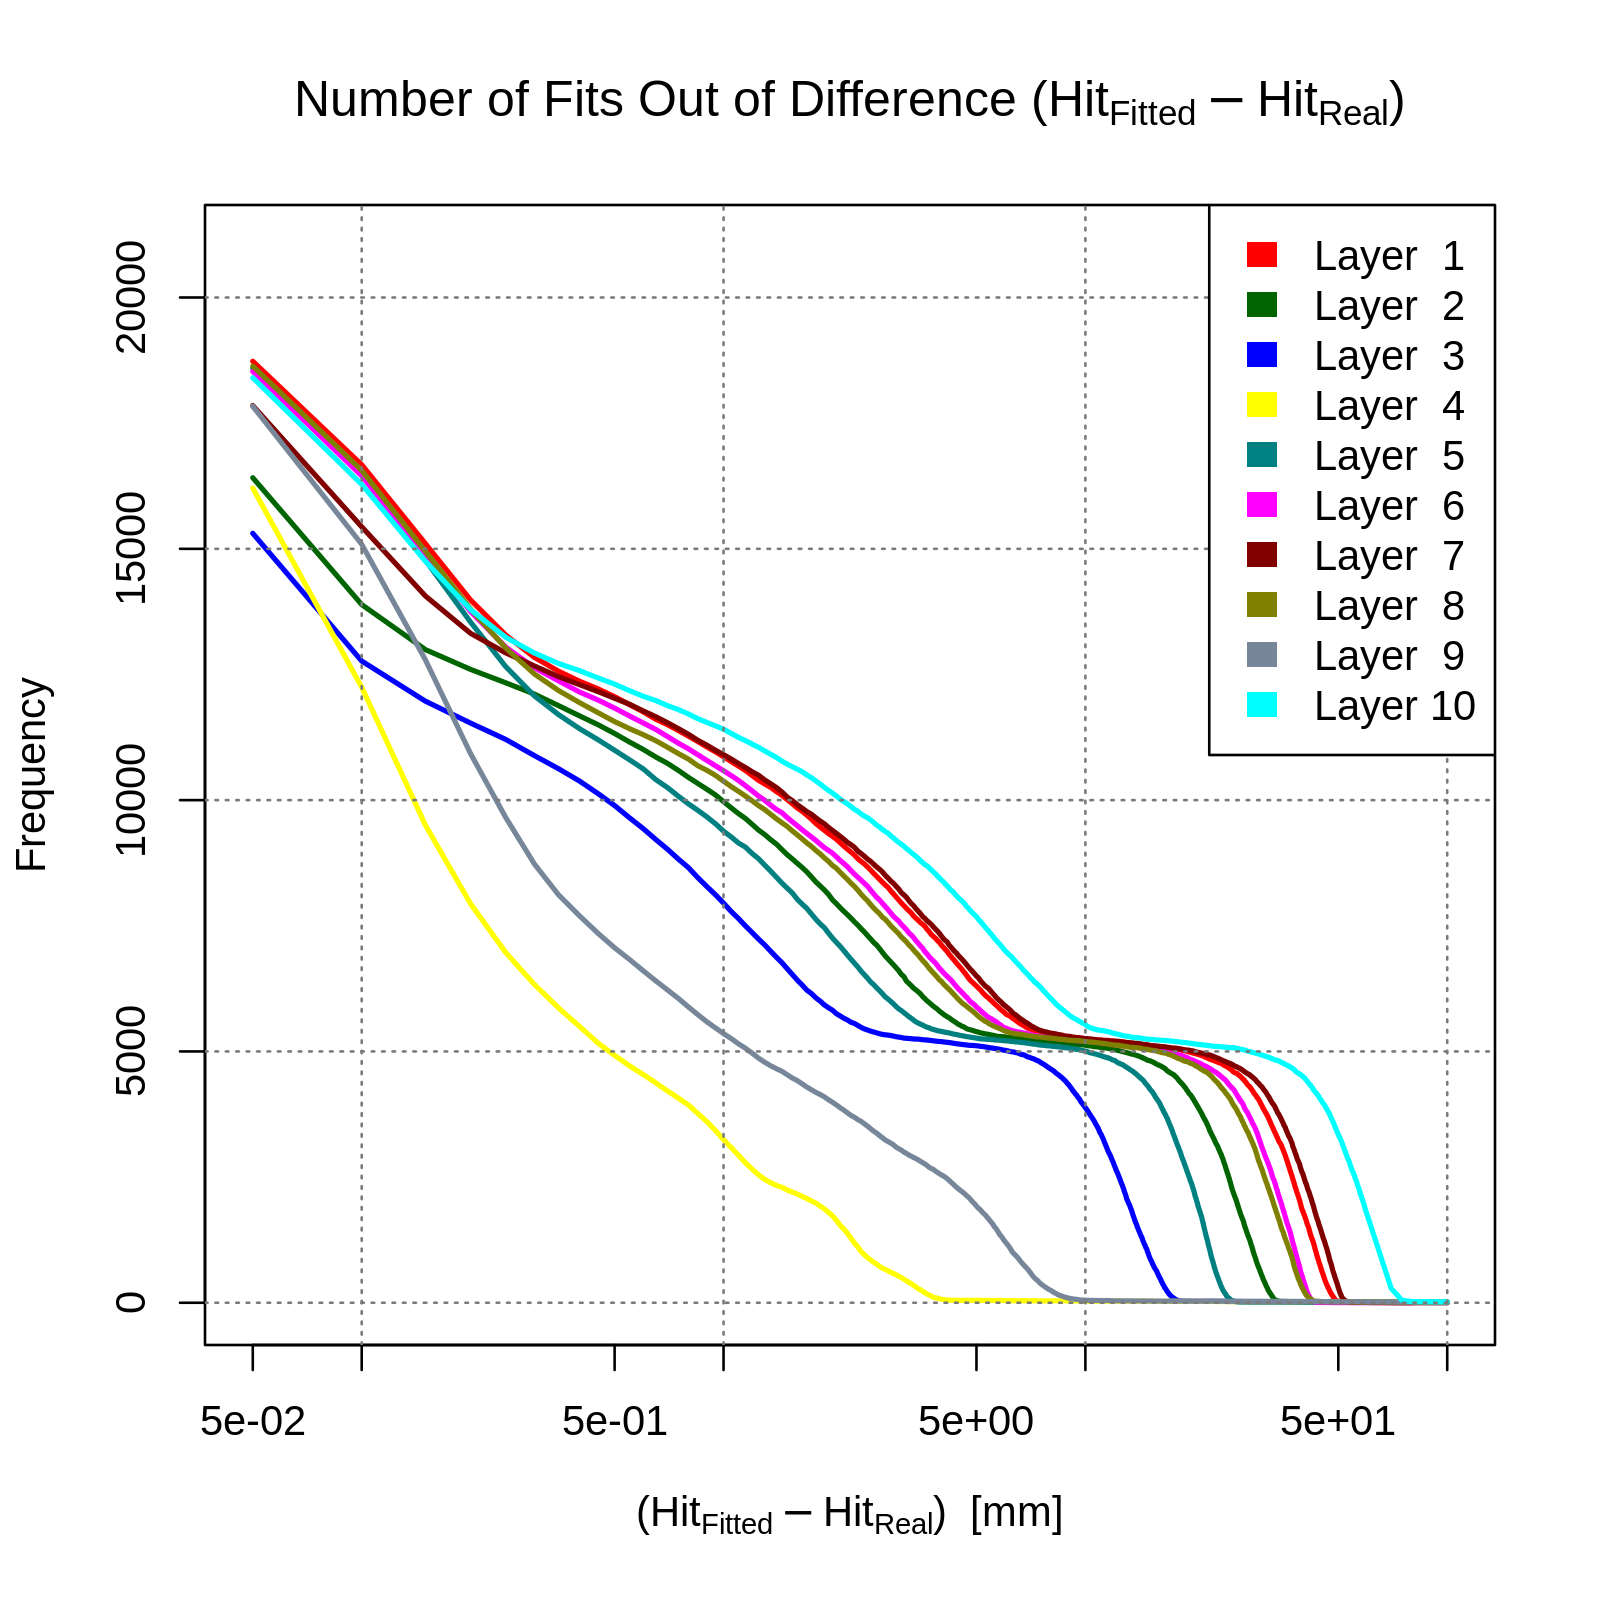 Number of Fits Out of Difference (HitFitted − HitReal)
20000
15000
10000
5000
0
Frequency
Layer 1
Layer 2
Layer 3
Layer 4
Layer 5
Layer 6
Layer 7
Layer 8
Layer 9
Layer 10
5e-02 5e-01 5e+00 5e+01
(HitFitted − HitReal) [mm]